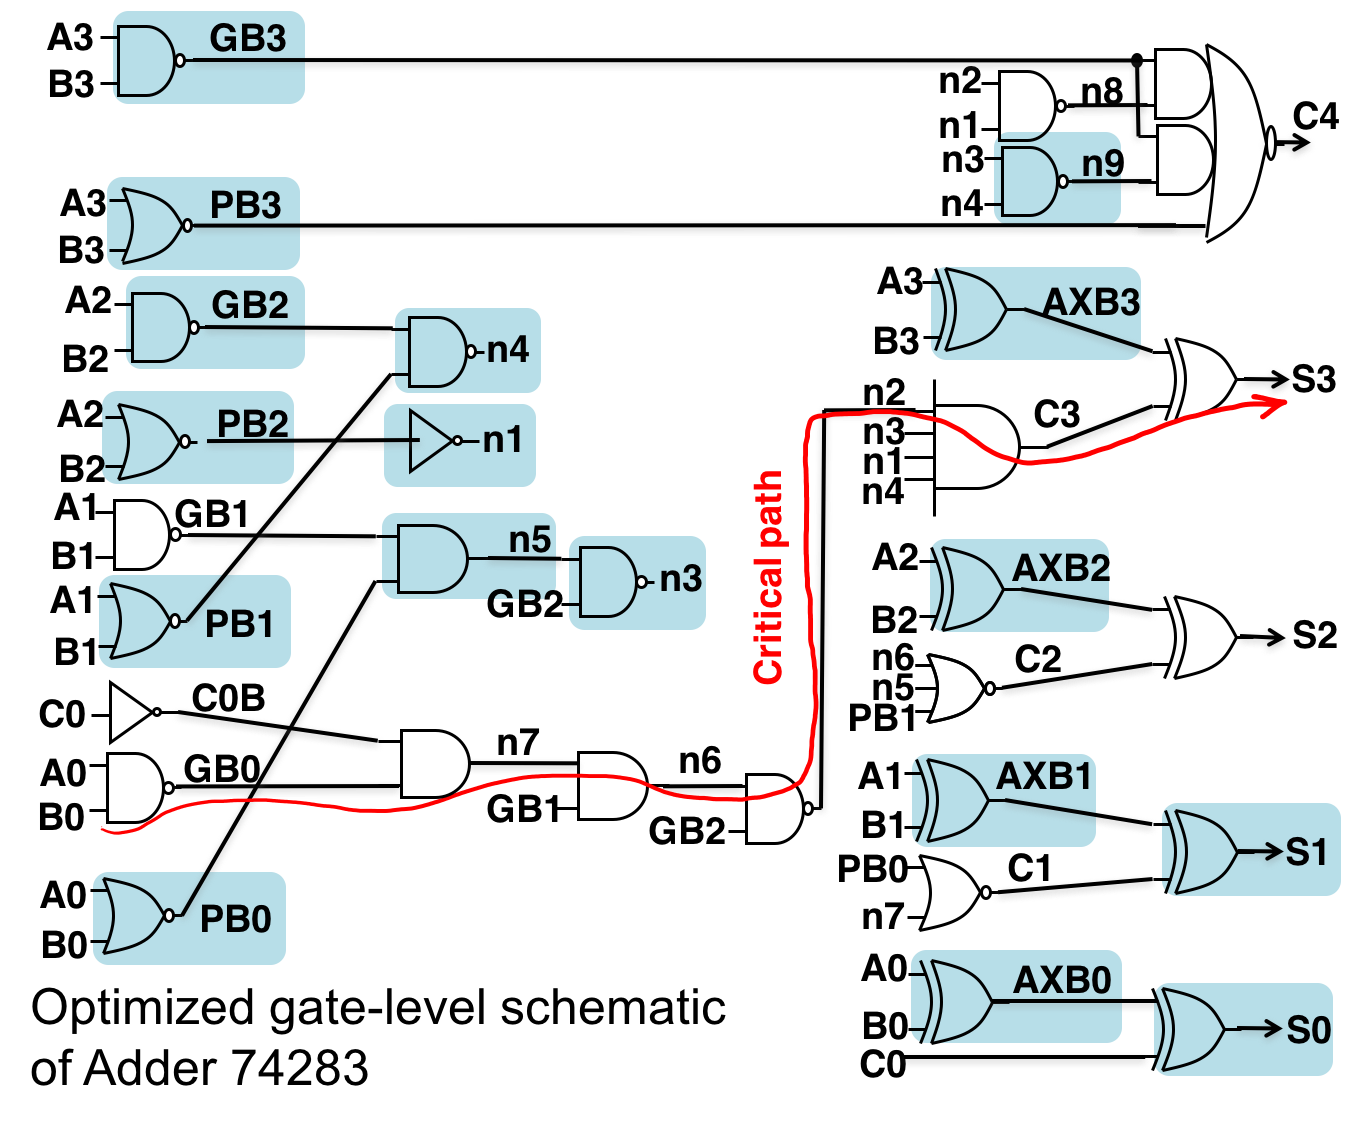 A3
GB3
B3
n2
n8
n1
C4
n3
n9
n4
A3
PB3
B3
A2
GB2
B2
n4
A2
PB2
B2
n1
A1
GB1
B1
n5
GB2
n3
A1
PB1
B1
C0
C0B
A0
GB0
B0
n7
GB1
n6
GB2
A0
PB0
B0
Critical path
A3
AXB3
B3
S3
n2
C3
n3
n1
n4
A2
AXB2
B2
S2
n6
C2
n5
PB1
A1
AXB1
B1
S1
PB0
C1
n7
A0
AXB0
B0
S0
C0
Optimized gate-level schematic
of Adder 74283